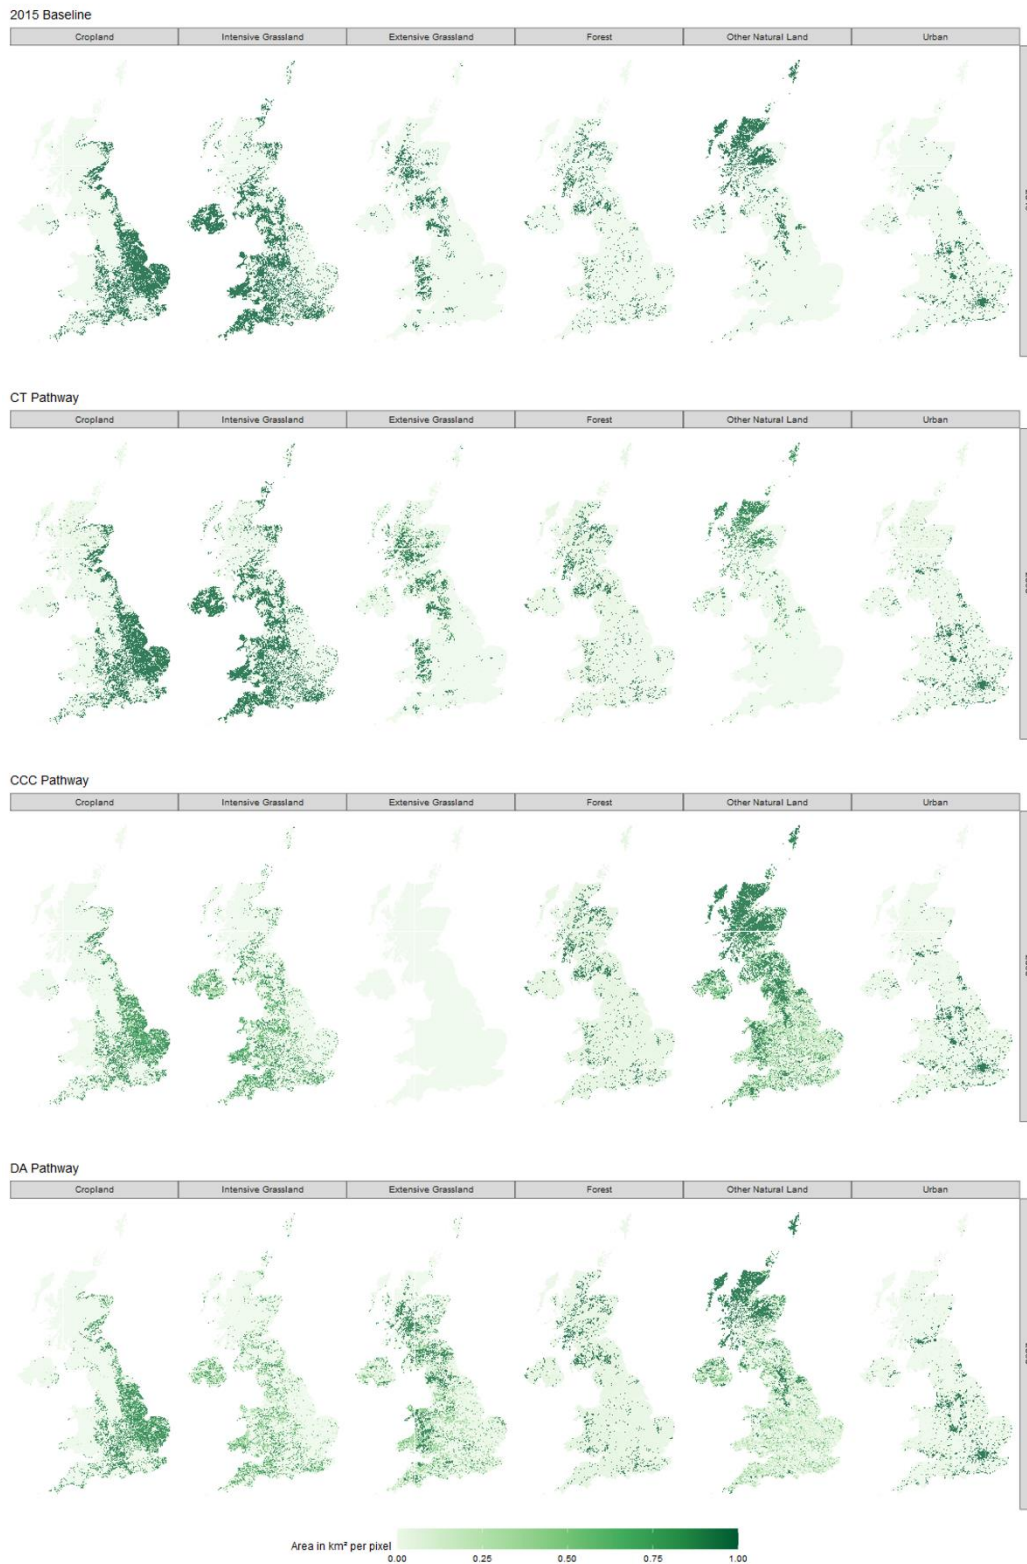 2015 Baseline
Cropland Intensive Grassland Extensive Grassland Forest Other Natural Land Urban
CT Pathway
Cropland Intensive Grassland Extensive Grassland Forest Other Natural Land Urban
CCC Pathway
Cropland Intensive Grassland Extensive Grassland Forest Other Natural Land Urban
DA Pathway
Cropland Intensive Grassland Extensive Grassland Forest Other Natural Land Urban
Area in km² per pixel
0.00 0.25 0.50 0.75 1.00